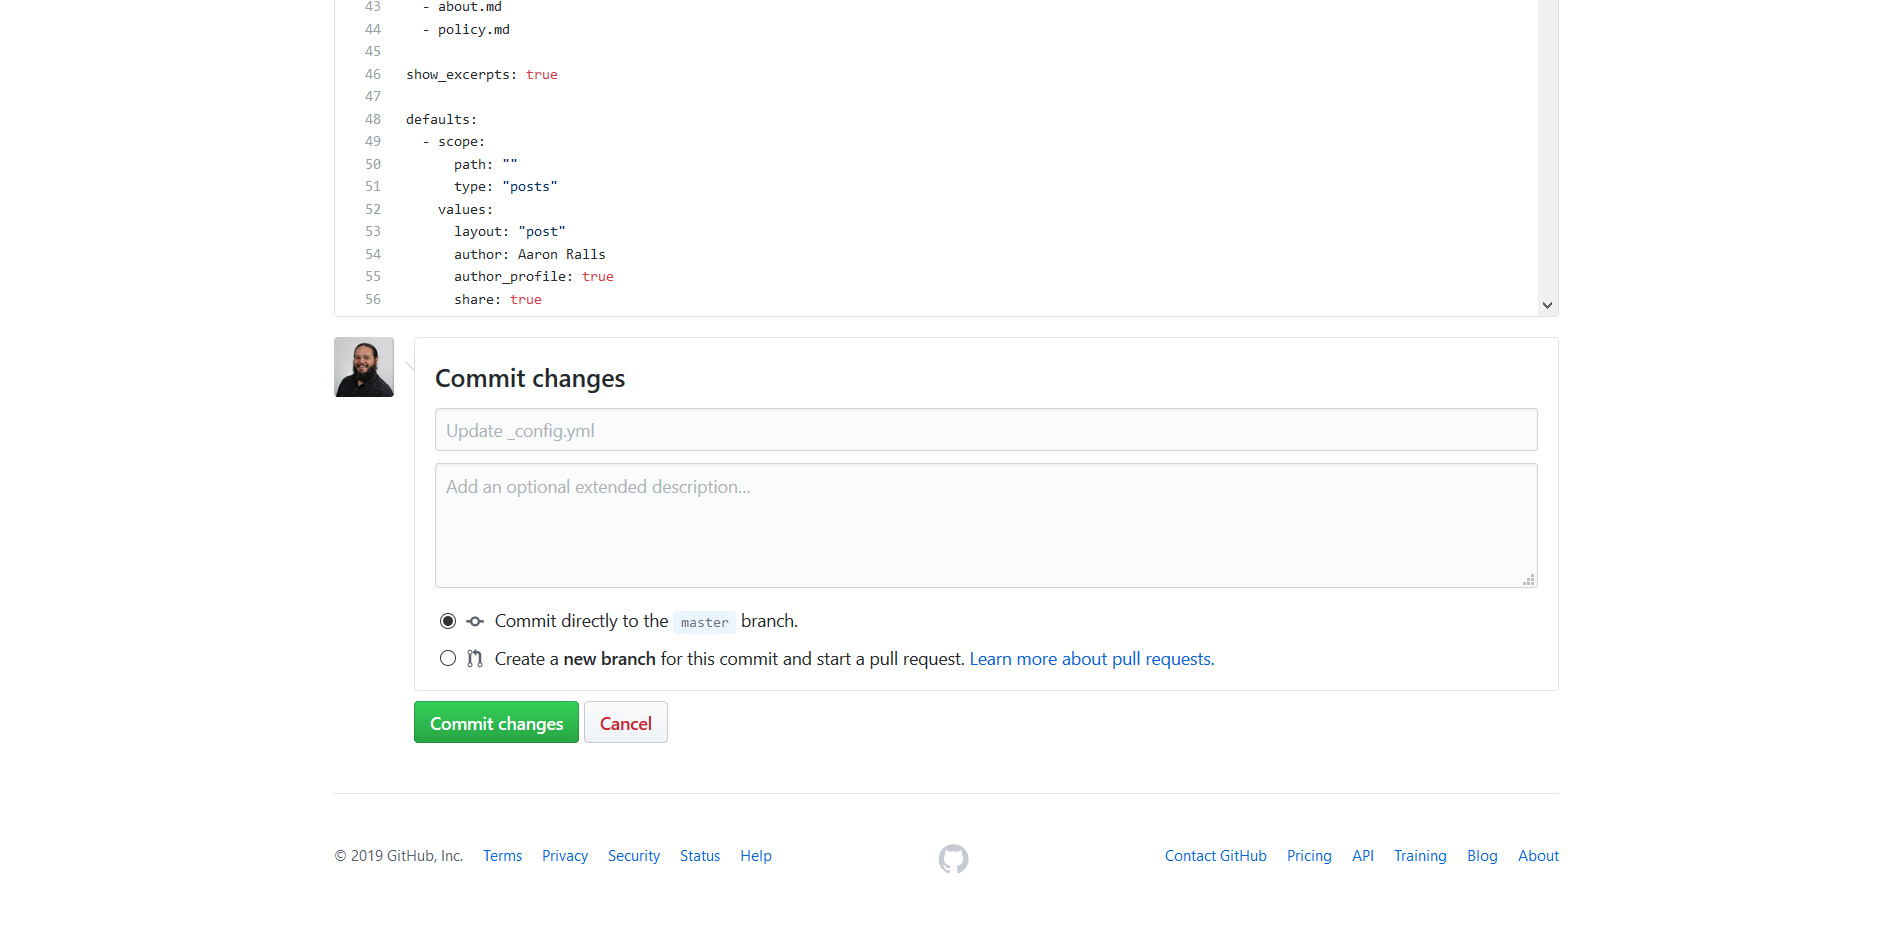 43 - about.md
44 - policy.md
45
46 show_excerpts: true
47
48 defaults:
49 - scope:
50 path: ""
51 type: "posts"
52 values:
53 layout: "post"
54 author: Aaron Ralls
55 author_profile: true
56 share: true
Commit changes
Update _config.yml
Add an optional extended description...
Commit directly to the master branch.
Create a new branch for this commit and start a pull request. Learn more about pull requests.
Commit changes Cancel
© 2019 GitHub, Inc. Terms Privacy Security Status Help Contact GitHub Pricing API Training Blog About